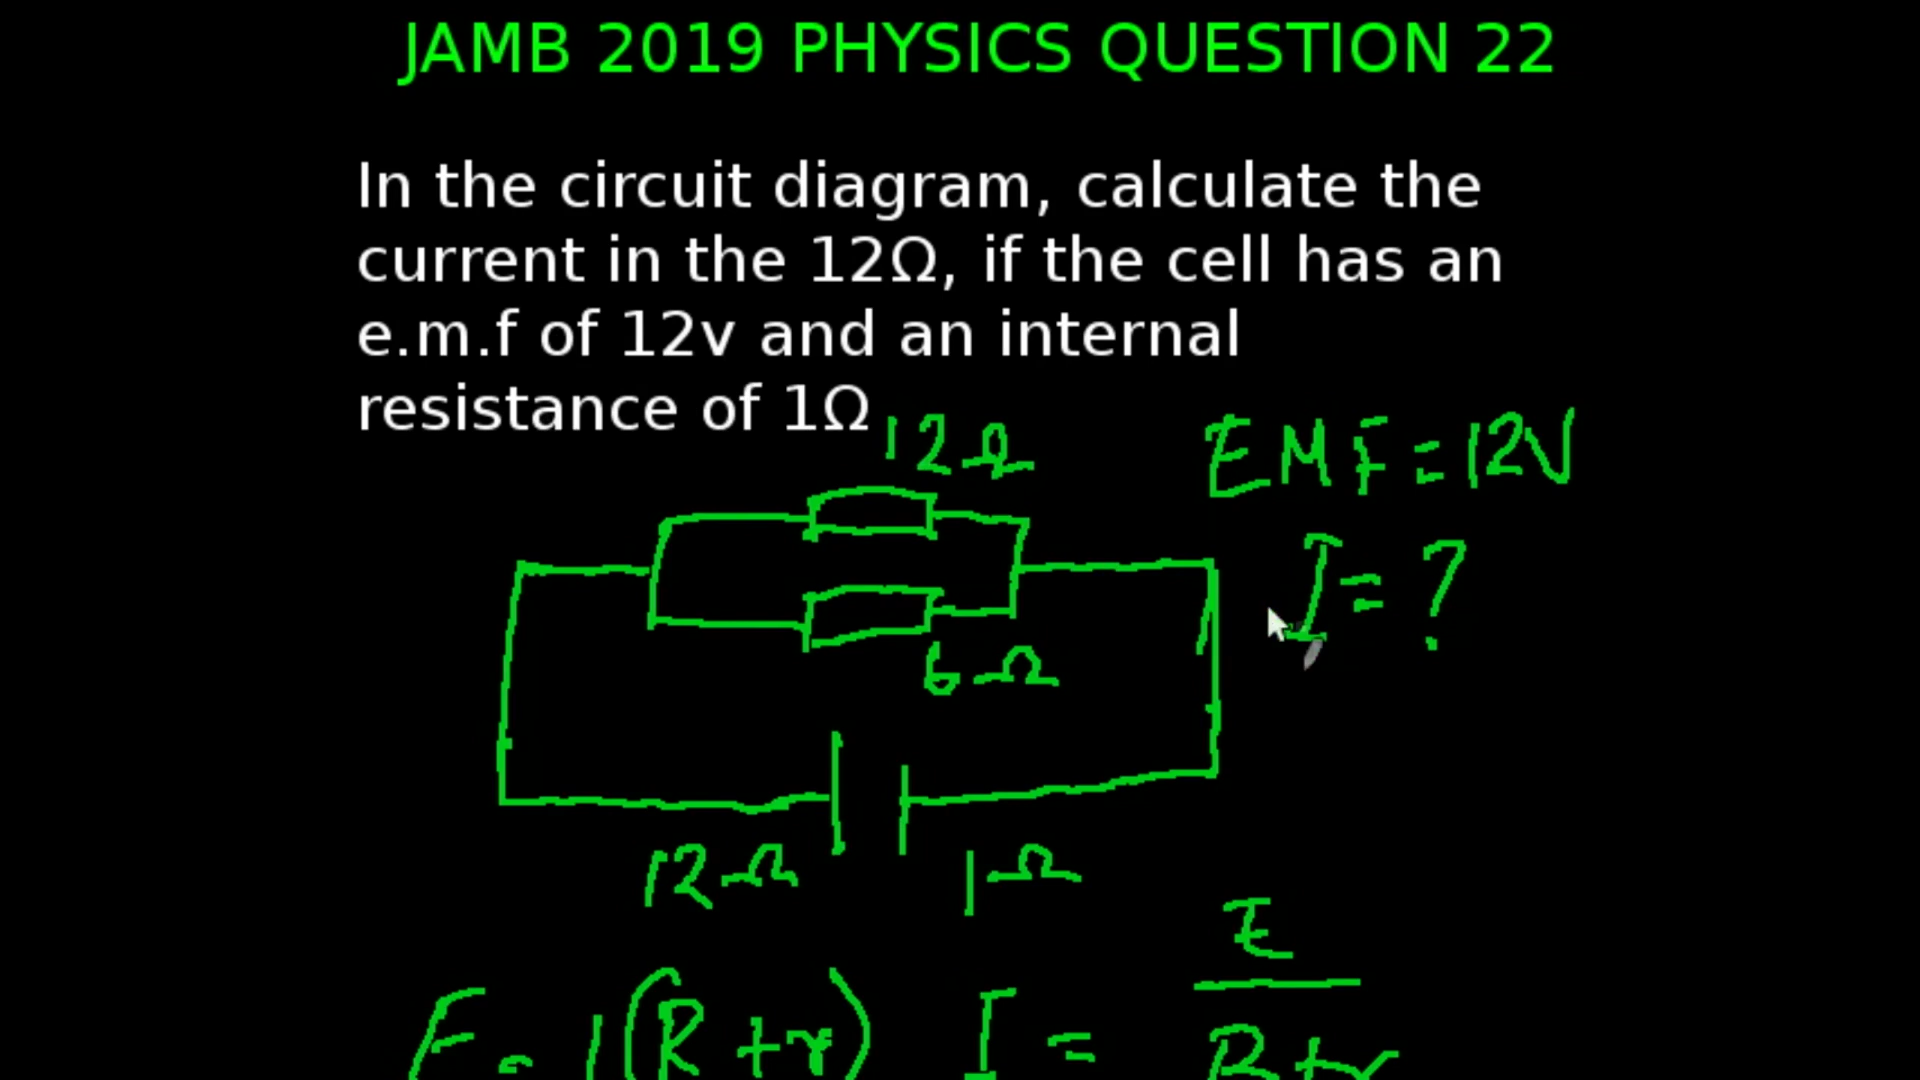 JAMB 2019 PHYSICS QUESTION 22
In the circuit diagram, calculate the
current in the 12Ω, if the cell has an
e.m.f of 12v and an internal
resistance of 1Ω
12Ω
EMF = 12V
I = ?
6Ω
12Ω 1Ω
E = I(R + r) I = E / R + r